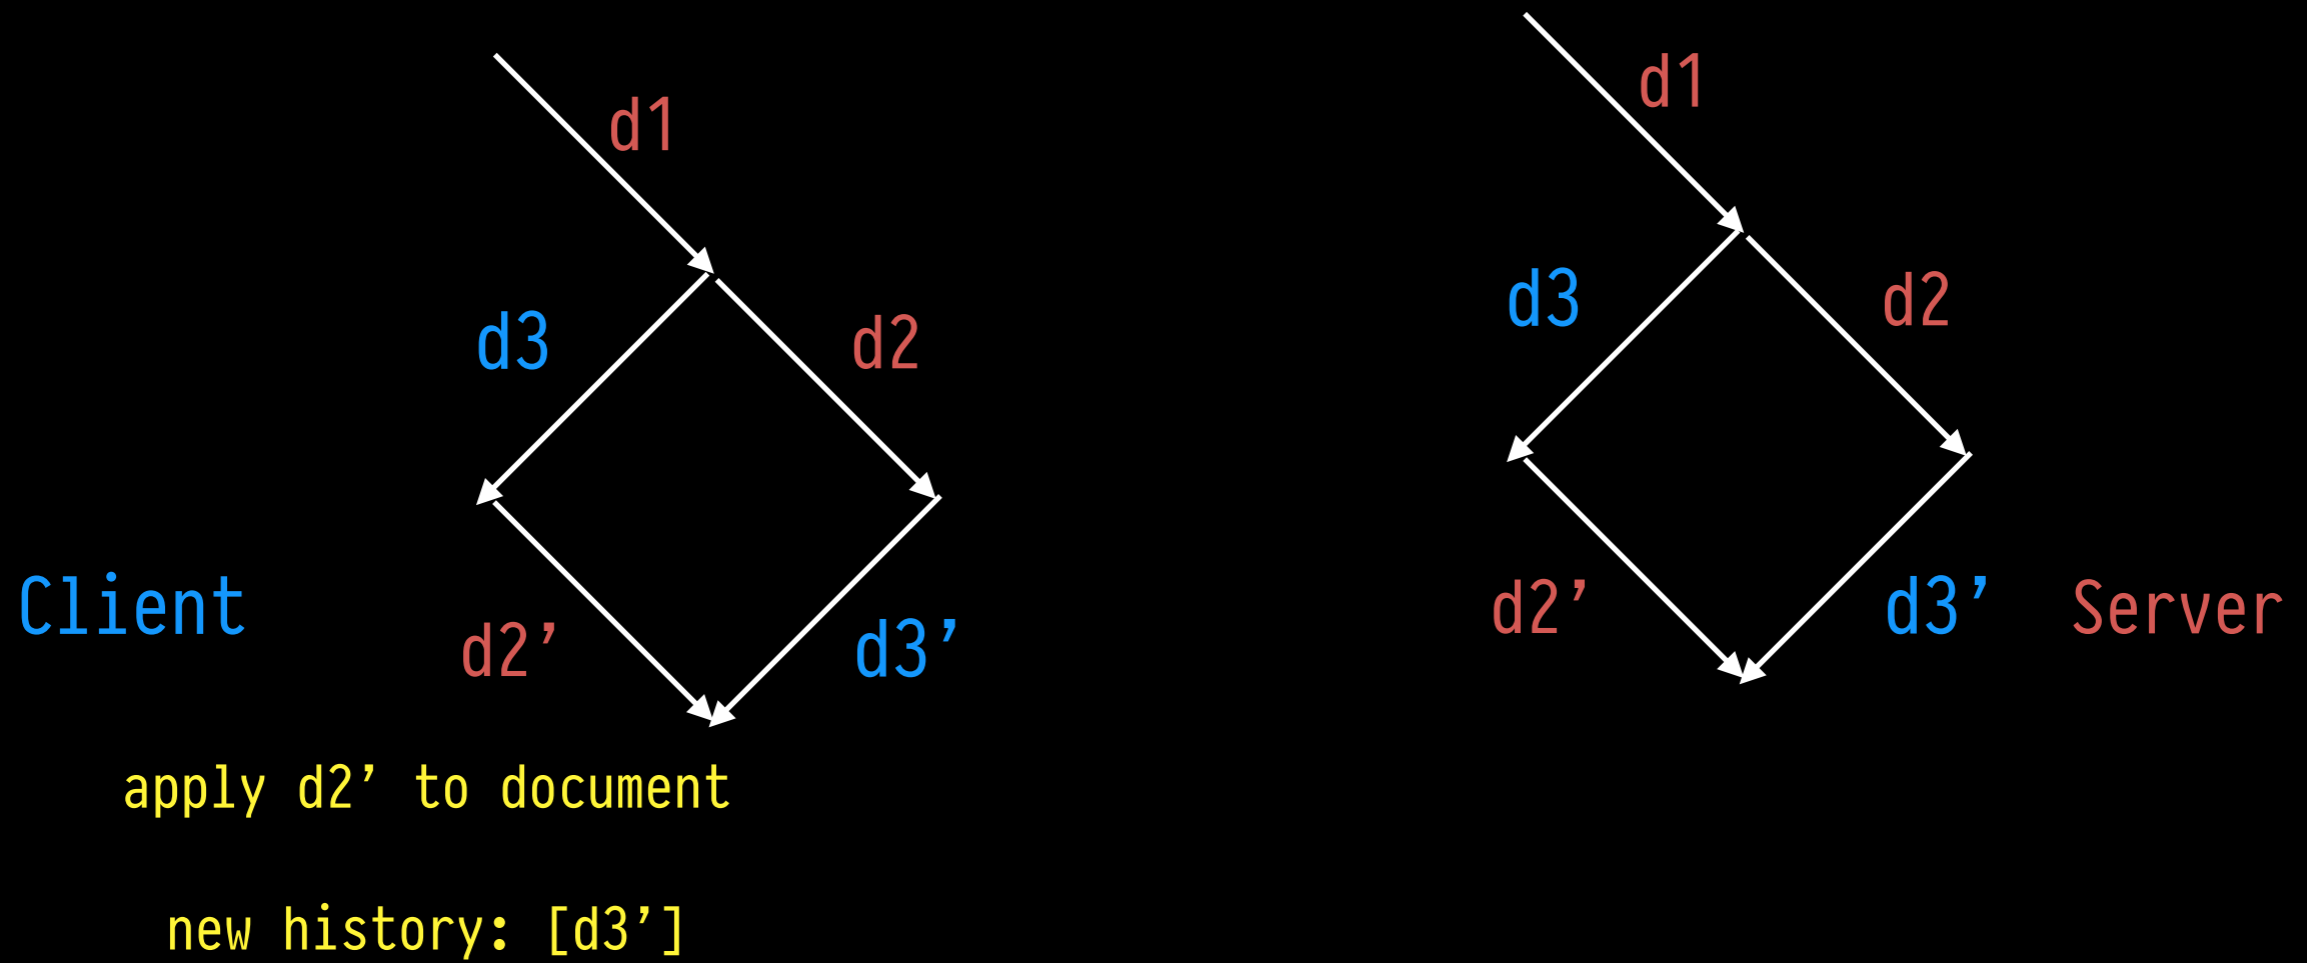 d1
d1
d3
d2
d3
d2
Client
d2’
d3’
d2’
d3’
Server
apply d2’ to document
new history: [d3’]